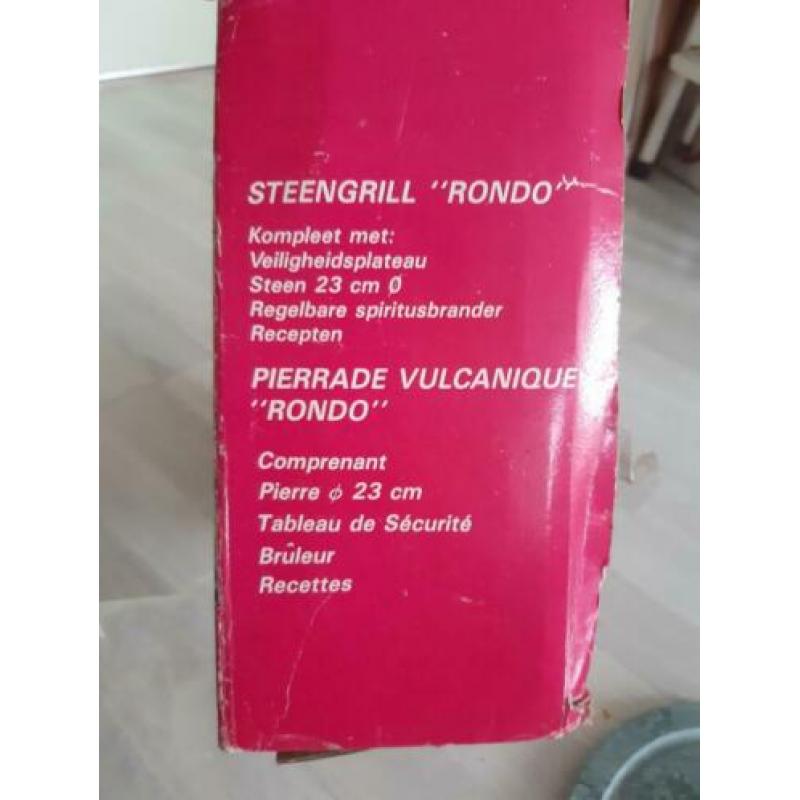 STEENGRILL "RONDO"
Kompleet met:
Veiligheidsplateau
Steen 23 cm Ø
Regelbare spiritusbrander
Recepten
PIERRADE VULCANIQUE
"RONDO"
Comprenant
Pierre ϕ 23 cm
Tableau de Sécurité
Brûleur
Recettes